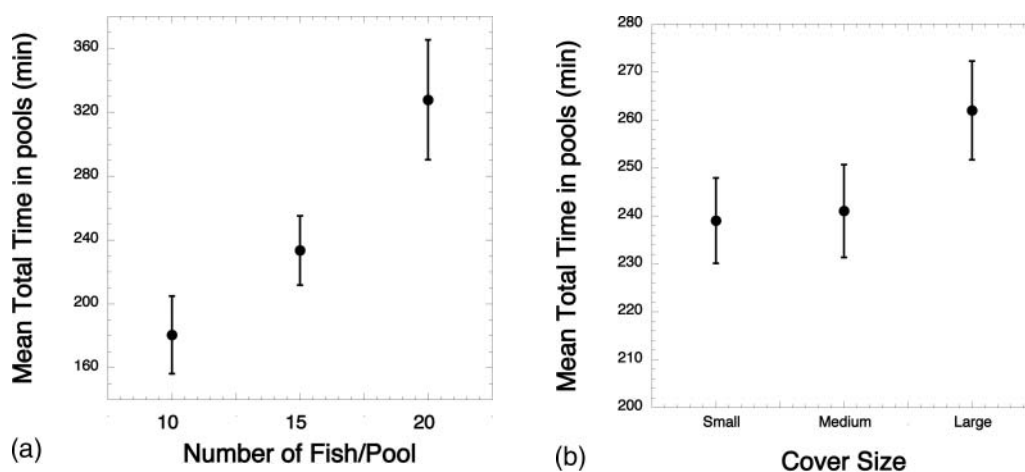 Mean Total Time in pools (min)
360
320
280
240
200
160
10 15 20
Number of Fish/Pool
(a)
Mean Total Time in pools (min)
280
270
260
250
240
230
220
210
200
Small Medium Large
Cover Size
(b)